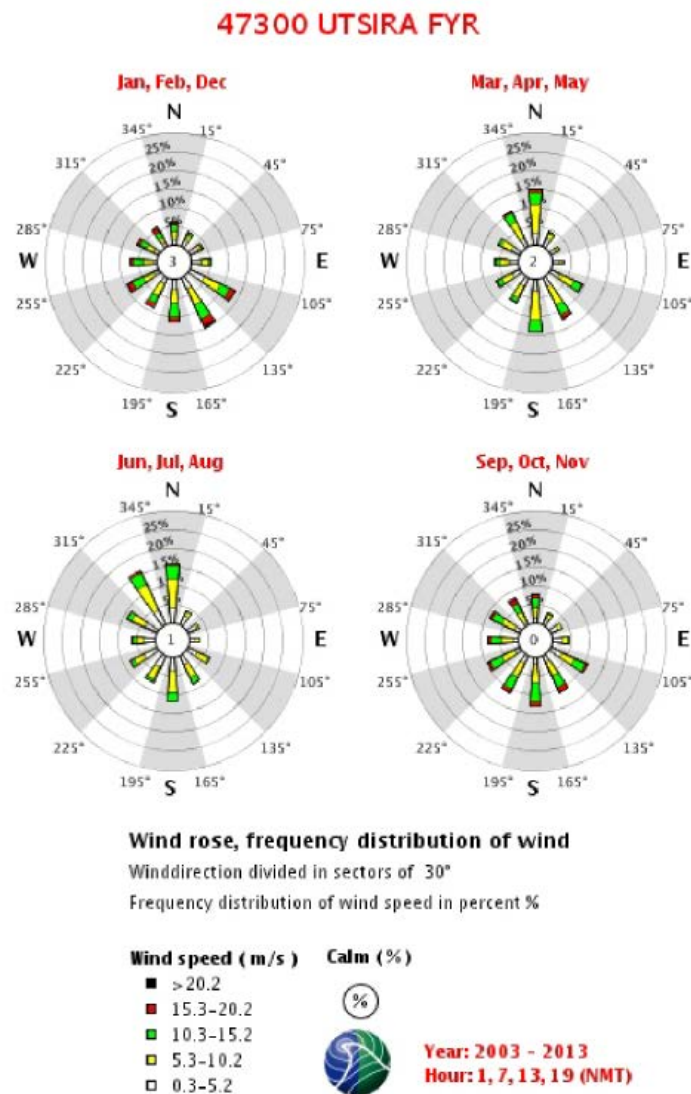 47300 UTSIRA FYR
Jan, Feb, Dec
N
345° 15°
315° 45°
25%
20%
15%
10%
5%
285° 75°
W 3 E
255° 105°
225° 135°
195° S 165°
Mar, Apr, May
N
345° 15°
315° 45°
25%
20%
15%
10%
285° 75°
W 2 E
255° 105°
225° 135°
195° S 165°
Jun, Jul, Aug
N
345° 15°
315° 45°
25%
20%
15%
285° 75°
W 1 E
255° 105°
225° 135°
195° S 165°
Sep, Oct, Nov
N
345° 15°
315° 45°
25%
20%
15%
10%
285° 75°
W 0 E
255° 105°
225° 135°
195° S 165°
Wind rose, frequency distribution of wind
Winddirection divided in sectors of 30°
Frequency distribution of wind speed in percent %
Wind speed ( m/s ) Calm (%)
>20.2
15.3-20.2 %
10.3-15.2
5.3-10.2 Year: 2003 - 2013
0.3-5.2 Hour: 1, 7, 13, 19 (NMT)